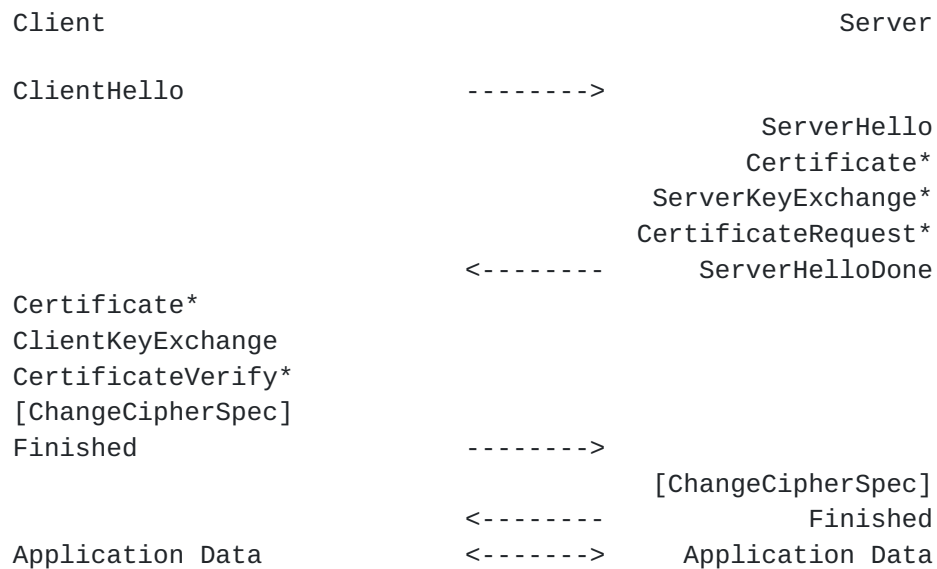 Client                                               Server

ClientHello                  -------->
                                                ServerHello
                                               Certificate*
                                         ServerKeyExchange*
                                        CertificateRequest*
                             <--------      ServerHelloDone
Certificate*
ClientKeyExchange
CertificateVerify*
[ChangeCipherSpec]
Finished                     -------->
                                         [ChangeCipherSpec]
                             <--------             Finished
Application Data             <------->     Application Data